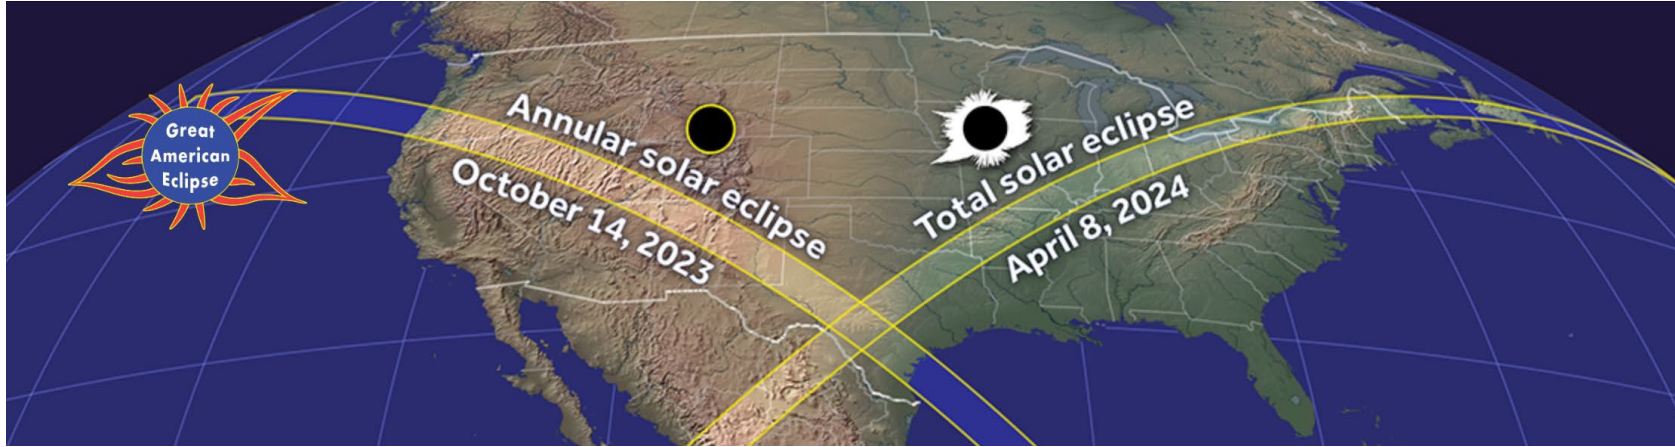 Great
American
Eclipse
Annular solar eclipse
October 14, 2023
Total solar eclipse
April 8, 2024